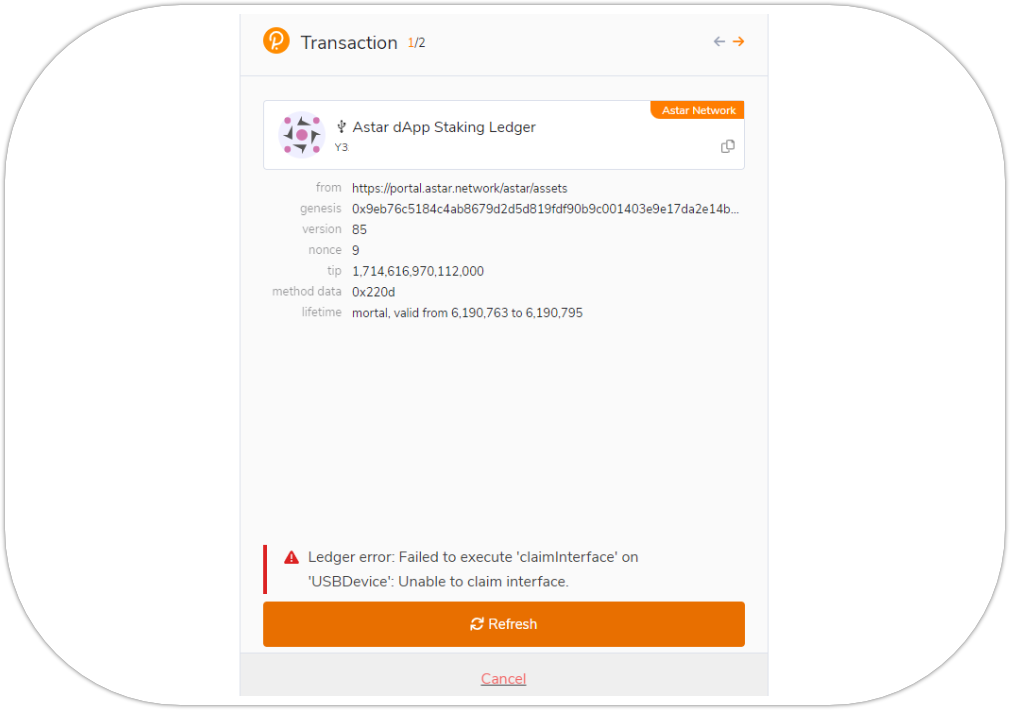 Transaction 1/2
Astar Network
Astar dApp Staking Ledger
Y3
from https://portal.astar.network/astar/assets
genesis 0x9eb76c5184c4ab8679d2d5d819fdf90b9c001403e9e17da2e14b...
version 85
nonce 9
tip 1,714,616,970,112,000
method data 0x220d
lifetime mortal, valid from 6,190,763 to 6,190,795
Ledger error: Failed to execute 'claimInterface' on
'USBDevice': Unable to claim interface.
Refresh
Cancel